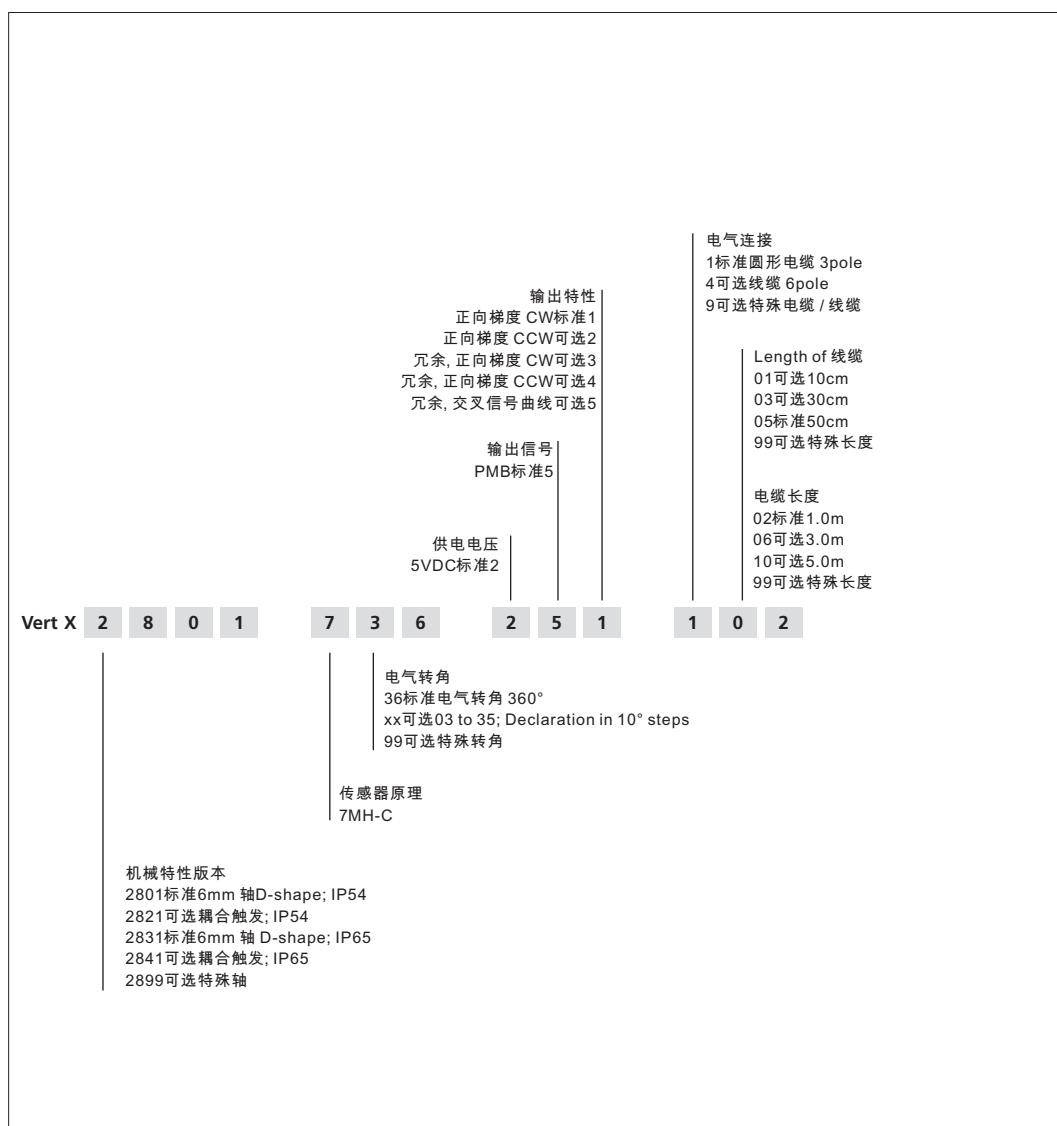 电气连接
1标准圆形电缆 3pole
4可选线缆 6pole
9可选特殊电缆 / 线缆
输出特性
正向梯度 CW标准1
正向梯度 CCW可选2
冗余, 正向梯度 CW可选3
冗余, 正向梯度 CCW可选4
冗余, 交叉信号曲线可选5
Length of 线缆
01可选10cm
03可选30cm
05标准50cm
99可选特殊长度
输出信号
PMB标准5
电缆长度
02标准1.0m
06可选3.0m
10可选5.0m
99可选特殊长度
供电电压
5VDC标准2
Vert X 2 8 0 1 7 3 6 2 5 1 1 0 2
电气转角
36标准电气转角 360°
xx可选03 to 35; Declaration in 10° steps
99可选特殊转角
传感器原理
7MH-C
机械特性版本
2801标准6mm 轴D-shape; IP54
2821可选耦合触发; IP54
2831标准6mm 轴 D-shape; IP65
2841可选耦合触发; IP65
2899可选特殊轴